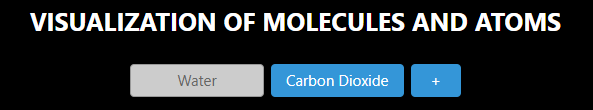 VISUALIZATION OF MOLECULES AND ATOMS
Water Carbon Dioxide +